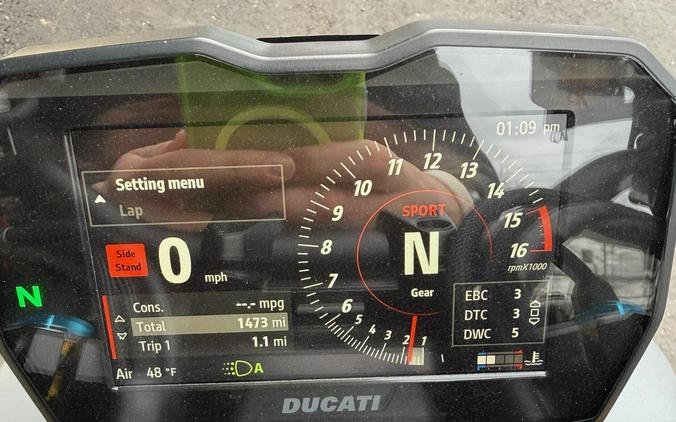 01:09 pm
Setting menu
Lap
Side
Stand
0 mph
N
Cons. --.- mpg
Total 1473 mi
Trip 1 1.1 mi
Air 48 °F
A
1 2 3 4 5 6 7 8 9 10 11 12 13 14 15 16
rpmX1000
SPORT
N
Gear
EBC 3
DTC 3
DWC 5
DUCATI